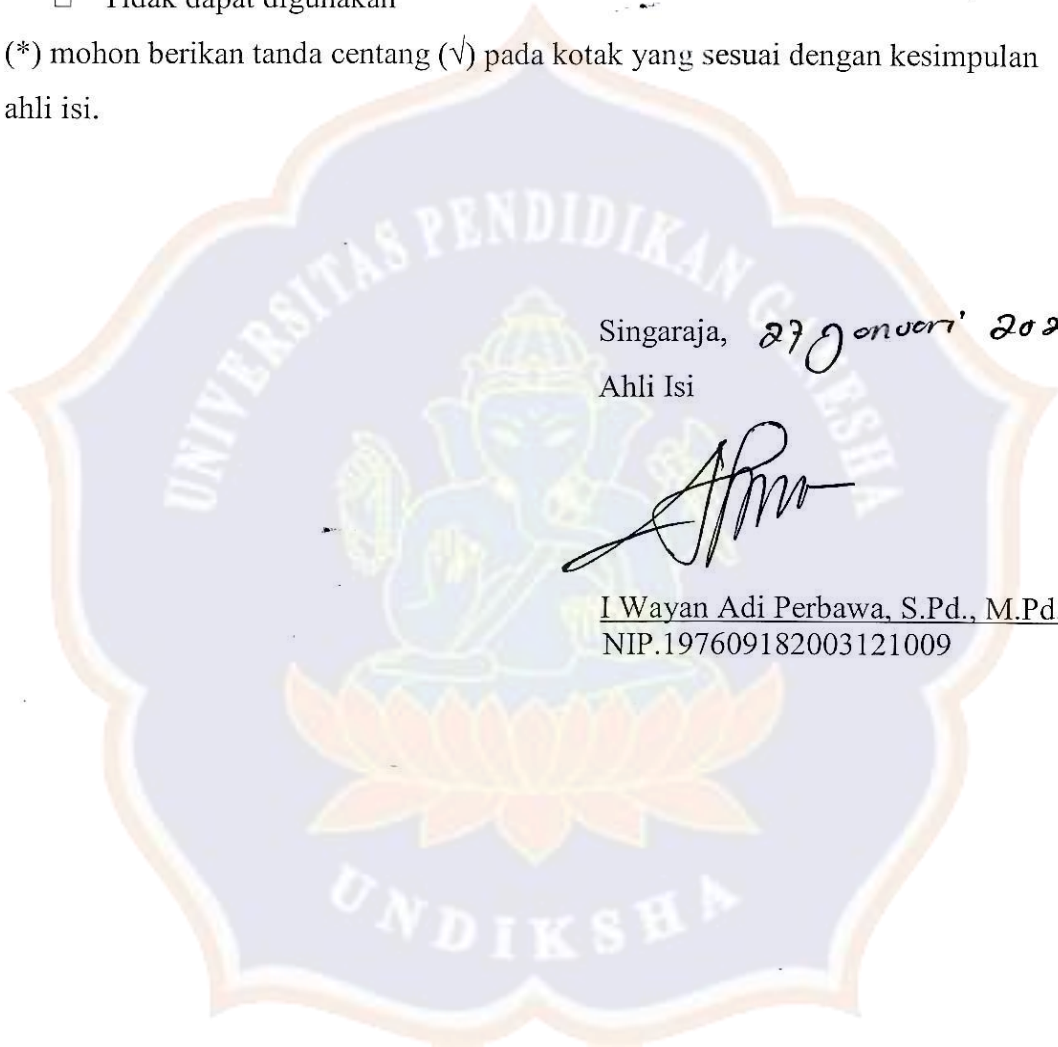 □ Tidak dapat digunakan
(*) mohon berikan tanda centang (√) pada kotak yang sesuai dengan kesimpulan
ahli isi.
UNIVERSITAS PENDIDIKAN GANESHA
Singaraja, 27 Januari 202
Ahli Isi
I Wayan Adi Perbawa, S.Pd., M.Pd.
NIP.197609182003121009
UNDIKSHA